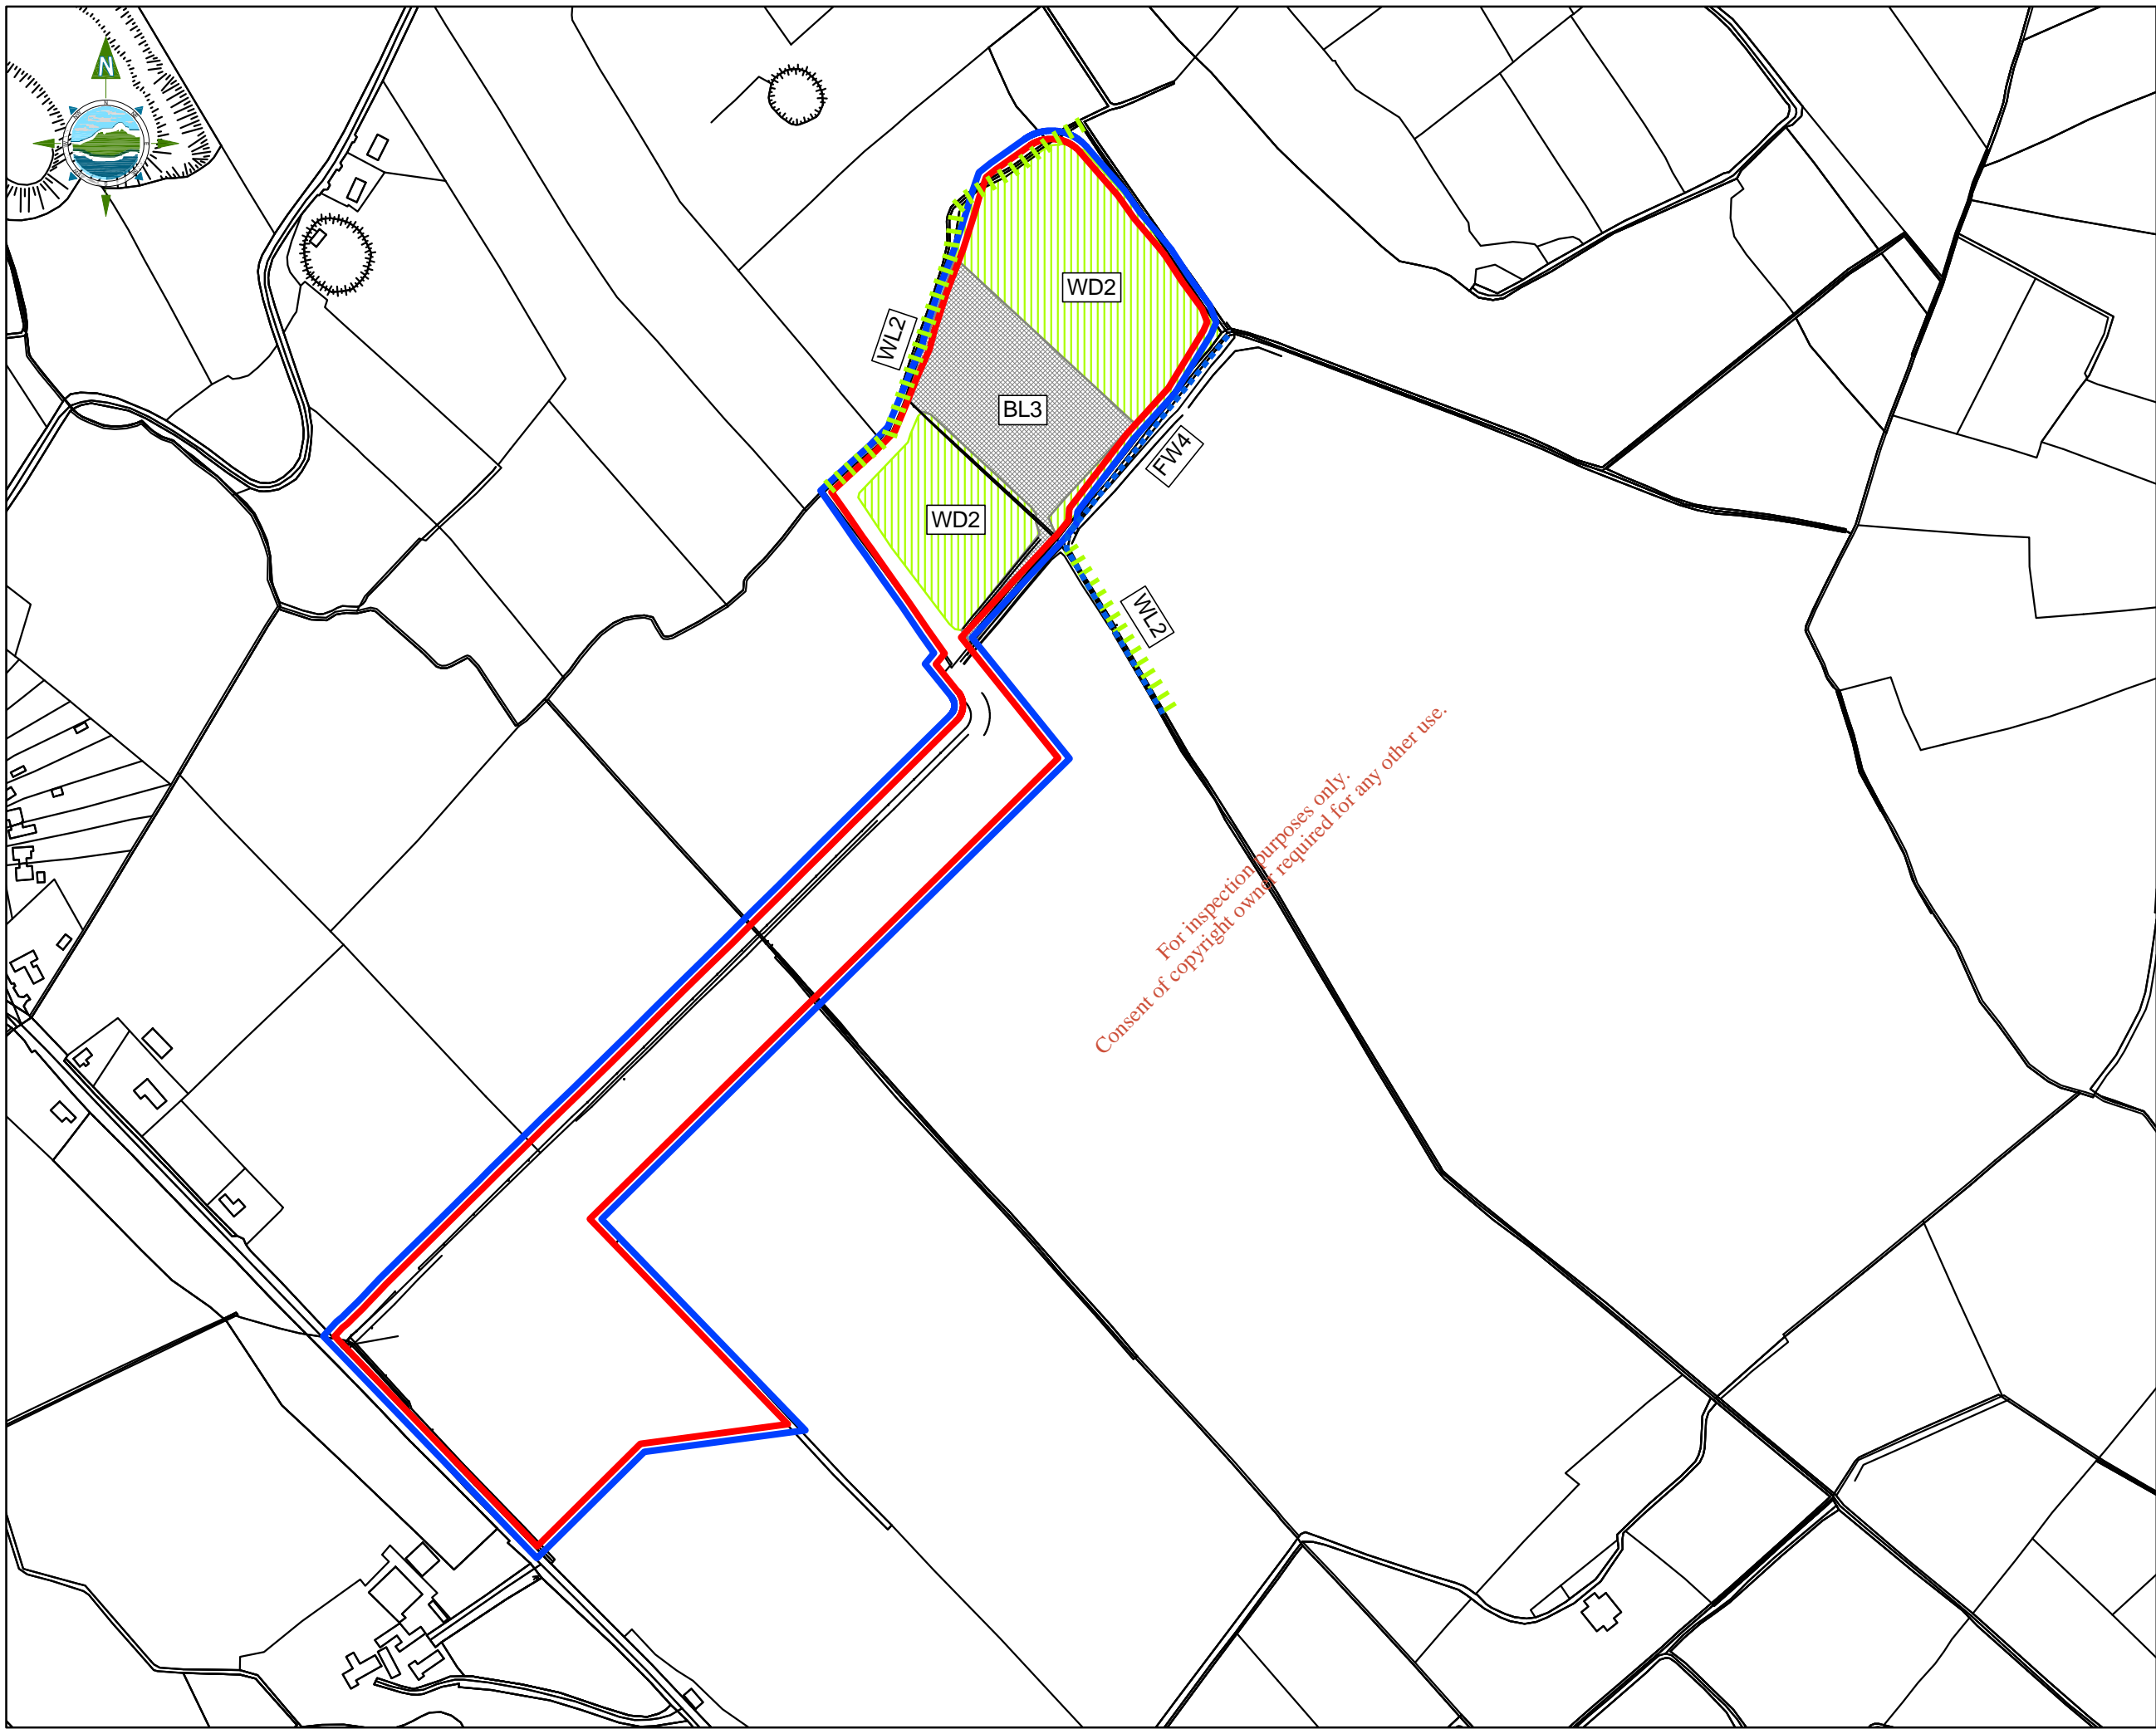 N
WD2
WL2
BL3
FW4
WD2
WL2
For inspection purposes only.
Consent of copyright owner required for any other use.